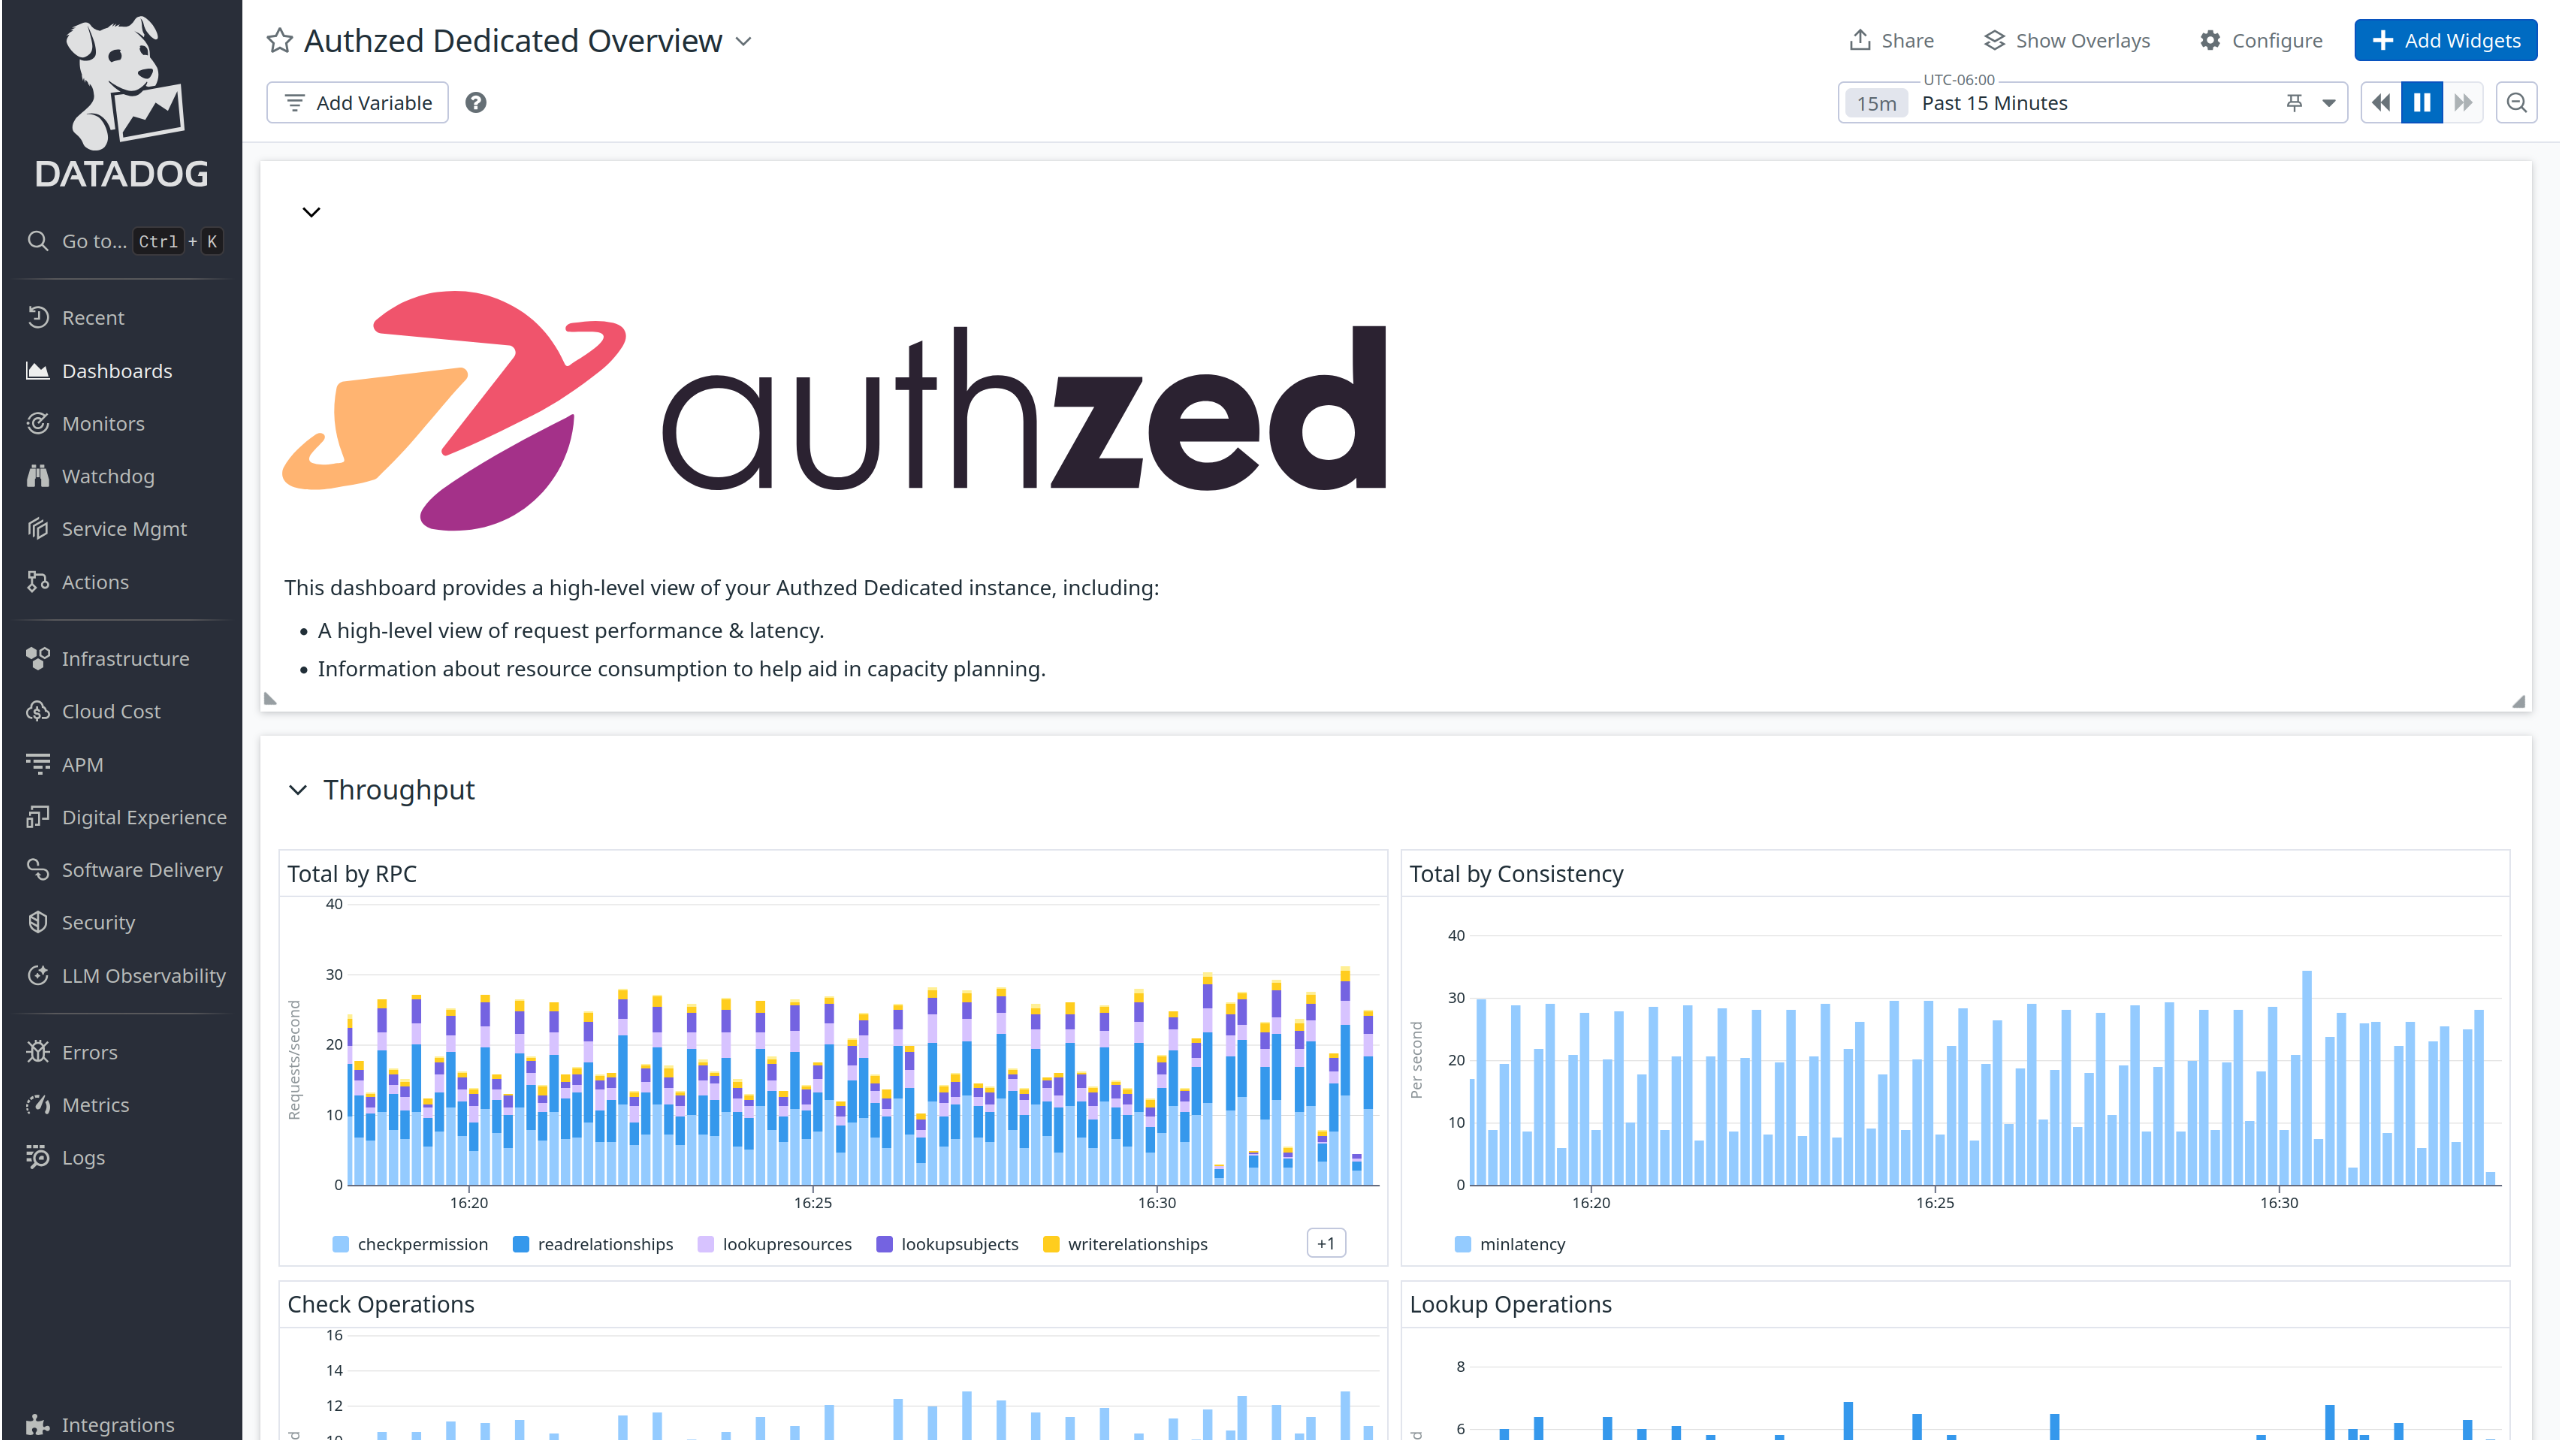 DATADOG
Go to... Ctrl + K
Recent
Dashboards
Monitors
Watchdog
Service Mgmt
Actions
Infrastructure
Cloud Cost
APM
Digital Experience
Software Delivery
Security
LLM Observability
Errors
Metrics
Logs
Integrations
Authzed Dedicated Overview
Share
Show Overlays
Configure
Add Widgets
Add Variable
UTC-06:00
15m Past 15 Minutes
authzed
This dashboard provides a high-level view of your Authzed Dedicated instance, including:
• A high-level view of request performance & latency.
• Information about resource consumption to help aid in capacity planning.
Throughput
Total by RPC
Requests/second
40
30
20
10
0
16:20 16:25 16:30
checkpermission readrelationships lookupresources lookupsubjects writerelationships +1
Total by Consistency
Per second
40
30
20
10
0
16:20 16:25 16:30
minlatency
Check Operations
16
14
12
Lookup Operations
8
6